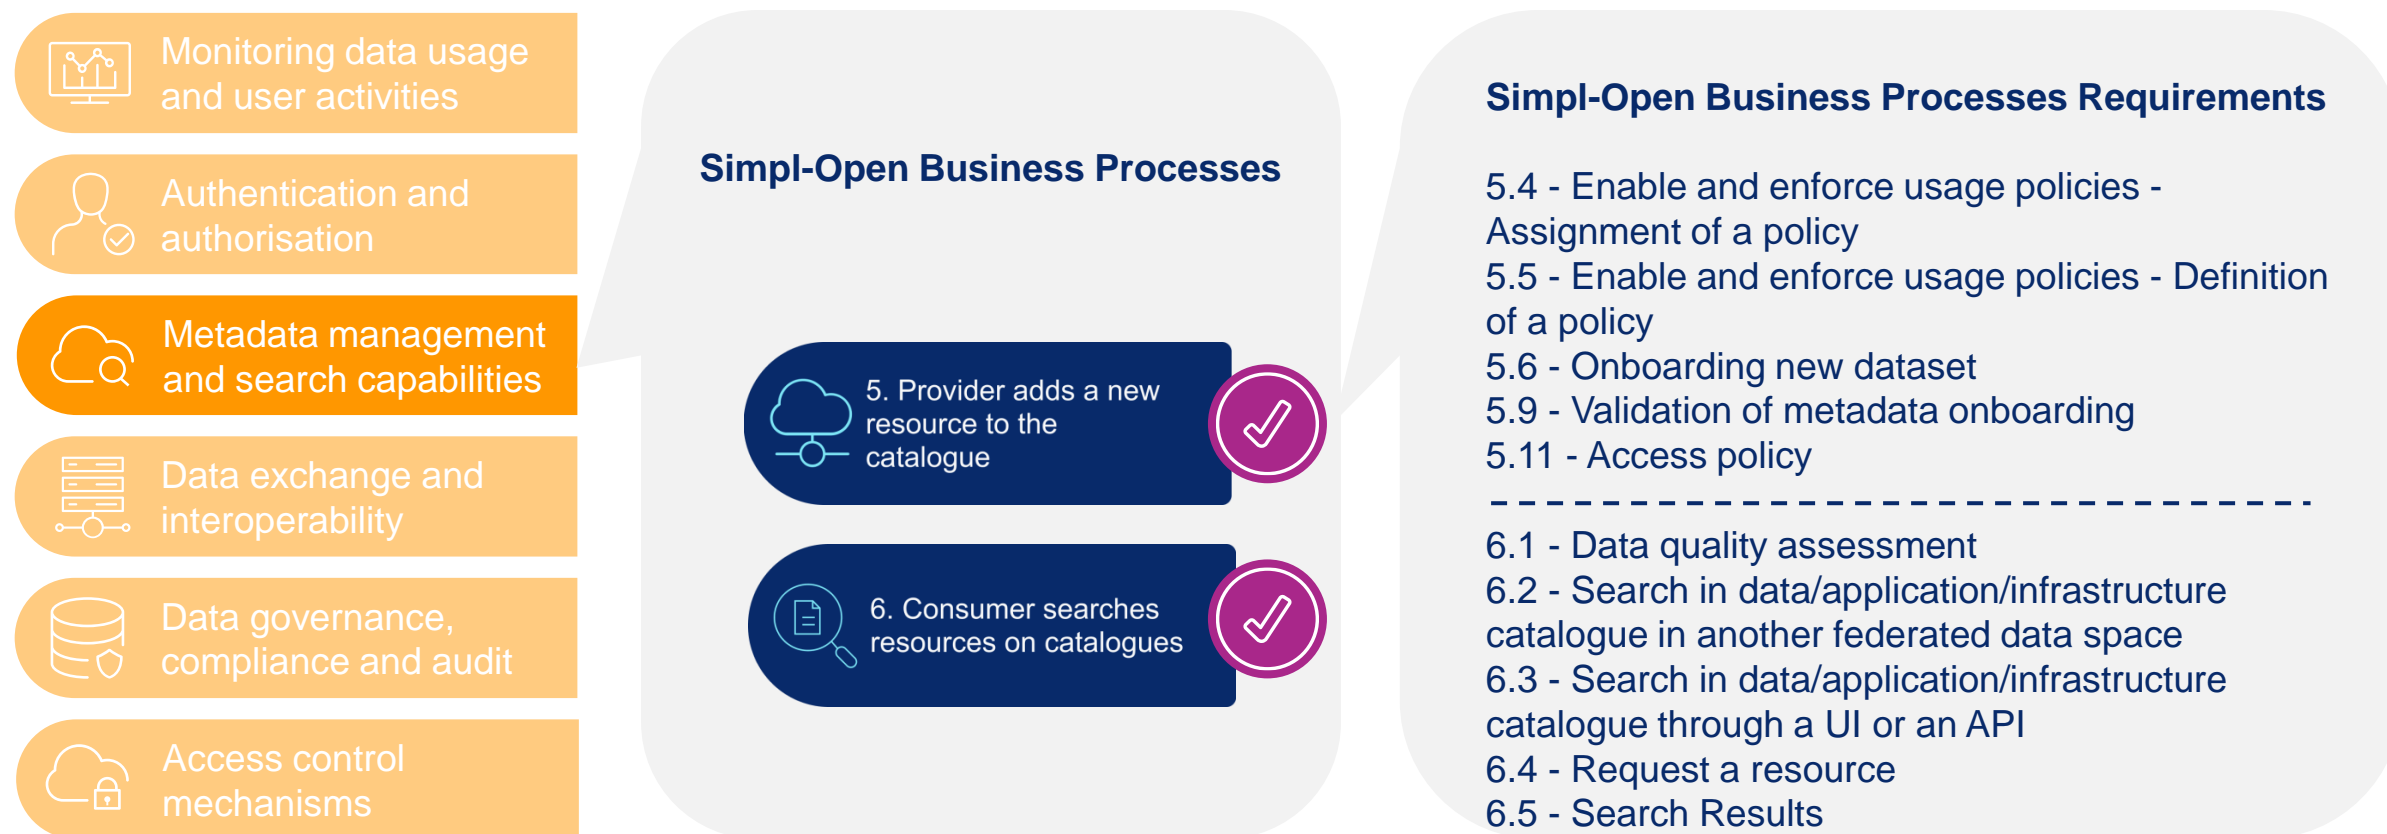 Monitoring data usage
and user activities
Authentication and
authorisation
Metadata management
and search capabilities
Data exchange and
interoperability
Data governance,
compliance and audit
Access control
mechanisms
Simpl-Open Business Processes
5. Provider adds a new
resource to the
catalogue
6. Consumer searches
resources on catalogues
Simpl-Open Business Processes Requirements
5.4 - Enable and enforce usage policies -
Assignment of a policy
5.5 - Enable and enforce usage policies - Definition
of a policy
5.6 - Onboarding new dataset
5.9 - Validation of metadata onboarding
5.11 - Access policy
6.1 - Data quality assessment
6.2 - Search in data/application/infrastructure
catalogue in another federated data space
6.3 - Search in data/application/infrastructure
catalogue through a UI or an API
6.4 - Request a resource
6.5 - Search Results